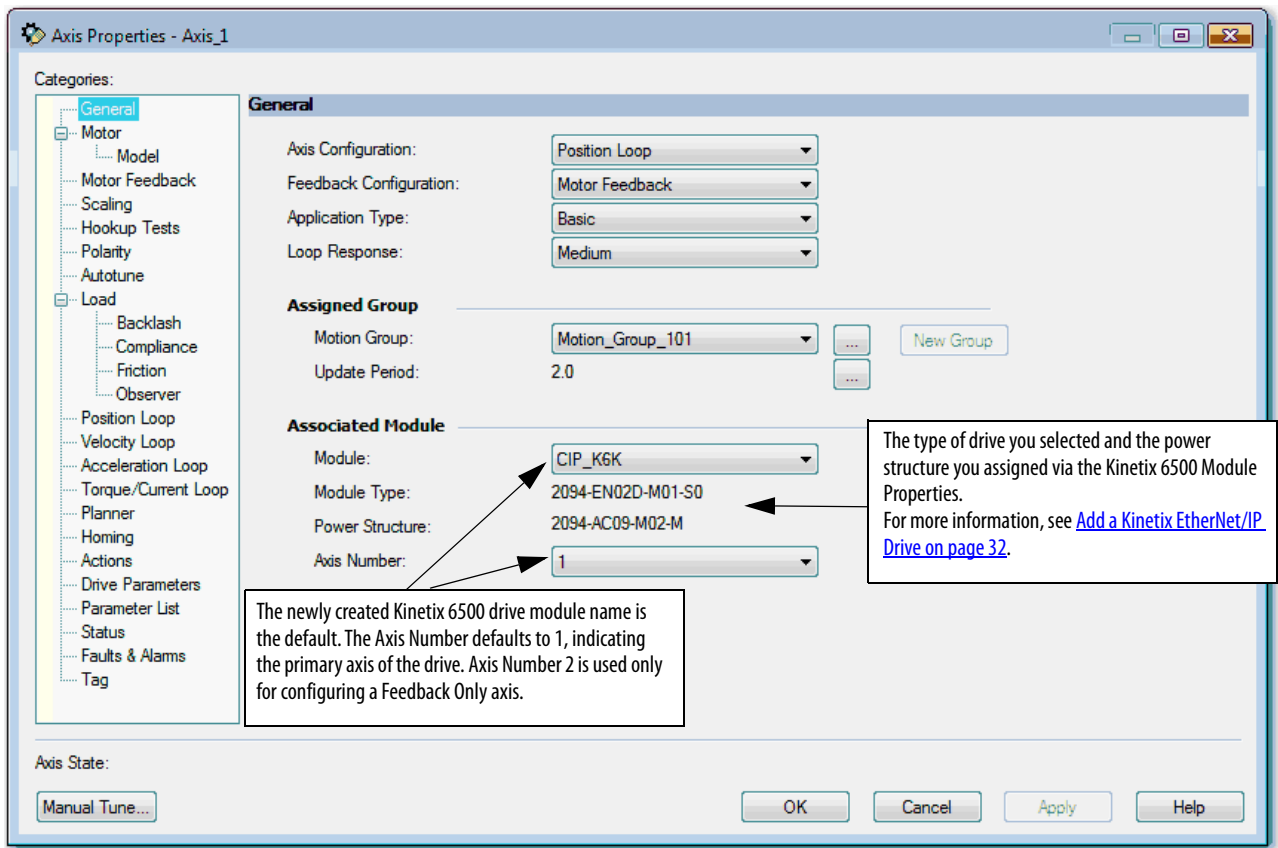 Axis Properties - Axis_1
Categories:
General
Motor
Model
Motor Feedback
Scaling
Hookup Tests
Polarity
Autotune
Load
Backlash
Compliance
Friction
Observer
Position Loop
Velocity Loop
Acceleration Loop
Torque/Current Loop
Planner
Homing
Actions
Drive Parameters
Parameter List
Status
Faults & Alarms
Tag
General
Axis Configuration: Position Loop
Feedback Configuration: Motor Feedback
Application Type: Basic
Loop Response: Medium
Assigned Group
Motion Group: Motion_Group_101 ... New Group
Update Period: 2.0 ...
Associated Module
Module: CIP_K6K
Module Type: 2094-EN02D-M01-S0
Power Structure: 2094-AC09-M02-M
Axis Number: 1
The type of drive you selected and the power
structure you assigned via the Kinetix 6500 Module
Properties.
For more information, see Add a Kinetix EtherNet/IP
Drive on page 32.
The newly created Kinetix 6500 drive module name is
the default. The Axis Number defaults to 1, indicating
the primary axis of the drive. Axis Number 2 is used only
for configuring a Feedback Only axis.
Axis State:
Manual Tune... OK Cancel Apply Help